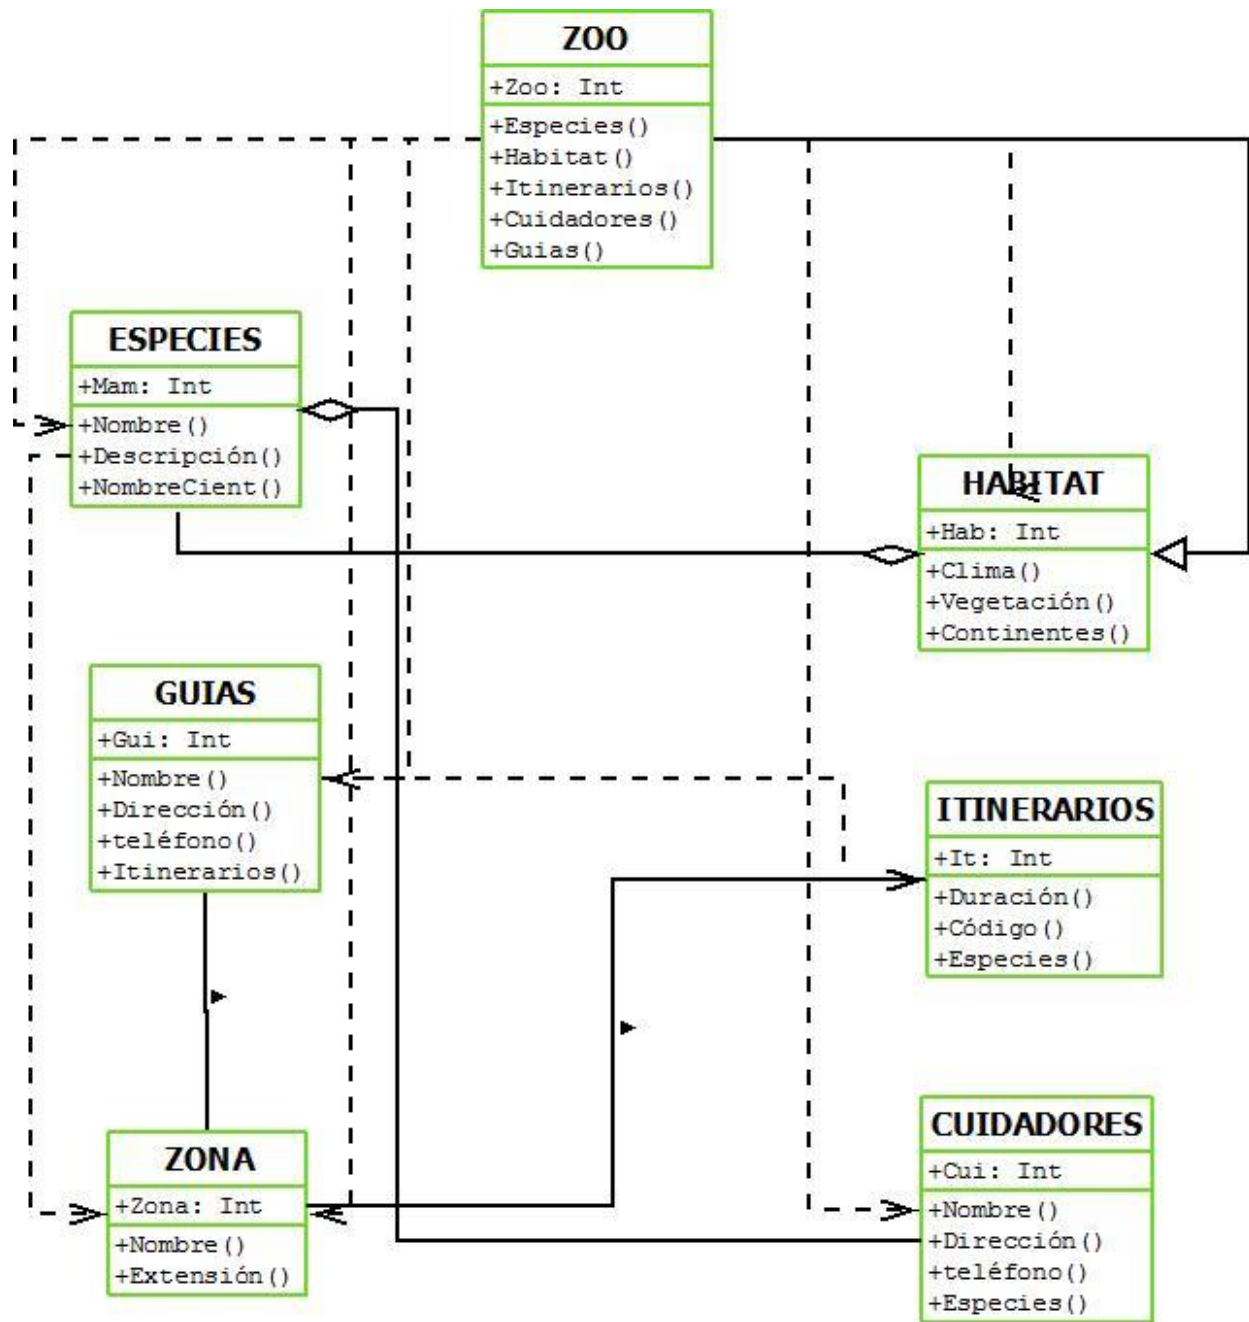 ZOO
+Zoo: Int
+Especies()
+Habitat()
+Itinerarios()
+Cuidadores()
+Guias()
ESPECIES
+Mam: Int
+Nombre()
+Descripción()
+NombreCient()
HABITAT
+Hab: Int
+Clima()
+Vegetación()
+Continentes()
GUIAS
+Gui: Int
+Nombre()
+Dirección()
+teléfono()
+Itinerarios()
ITINERARIOS
+It: Int
+Duración()
+Código()
+Especies()
ZONA
+Zona: Int
+Nombre()
+Extensión()
CUIDADORES
+Cui: Int
+Nombre()
+Dirección()
+teléfono()
+Especies()